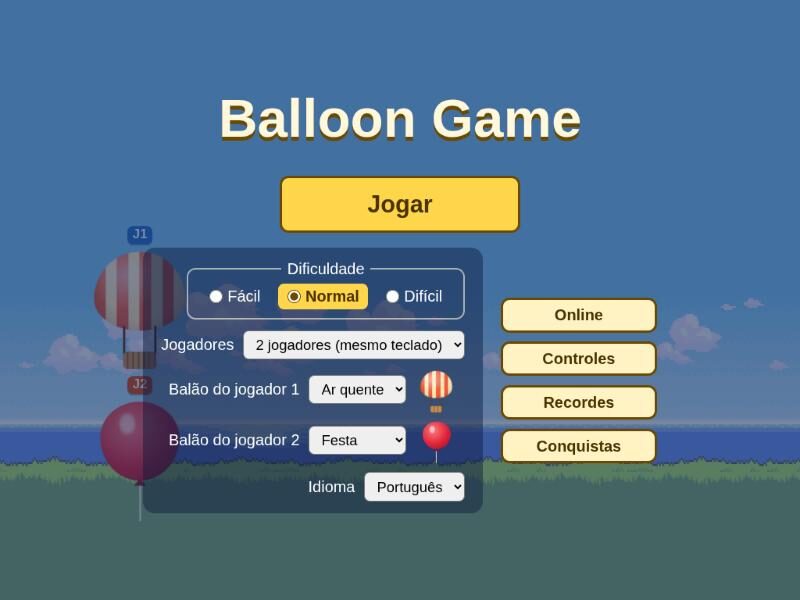 Balloon Game
Jogar
J1
Dificuldade
Fácil Normal Difícil
Jogadores 2 jogadores (mesmo teclado)
J2
Balão do jogador 1 Ar quente
Balão do jogador 2 Festa
Idioma Português
Online
Controles
Recordes
Conquistas